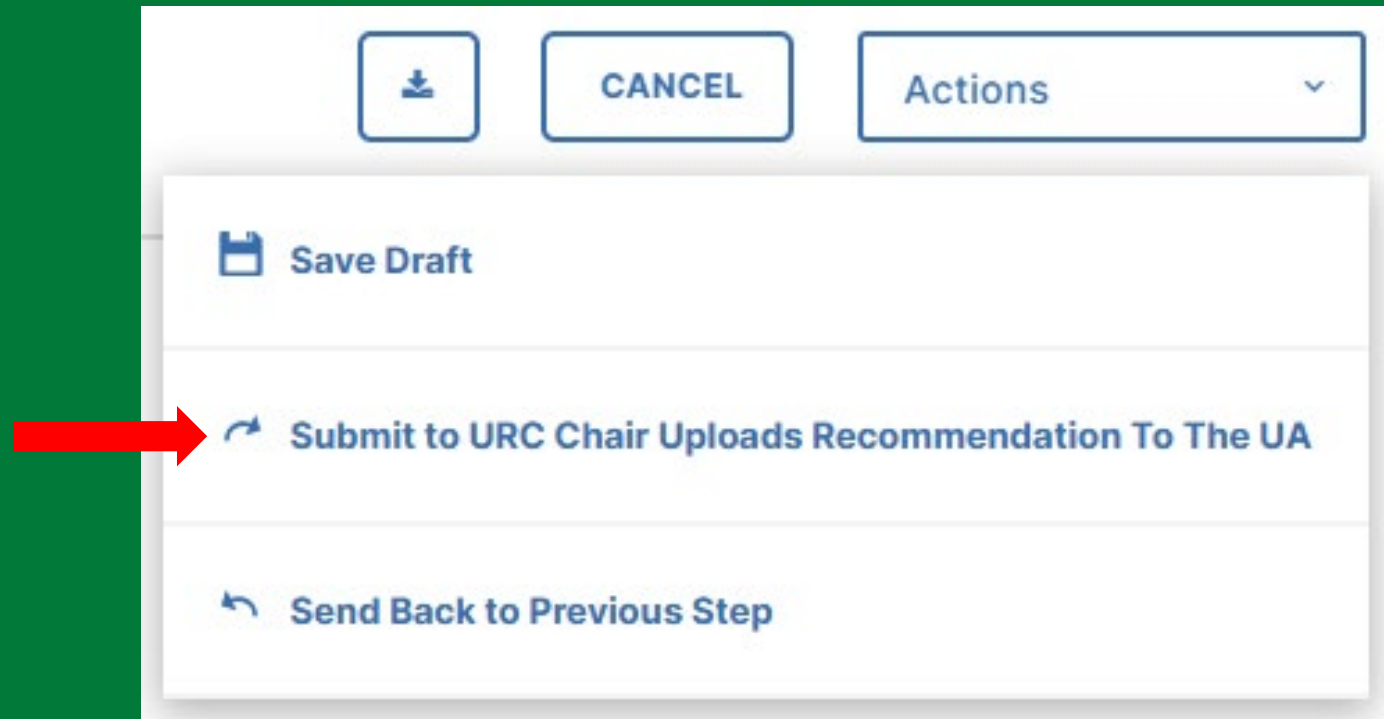 CANCEL
Actions
Save Draft
Submit to URC Chair Uploads Recommendation To The UA
Send Back to Previous Step